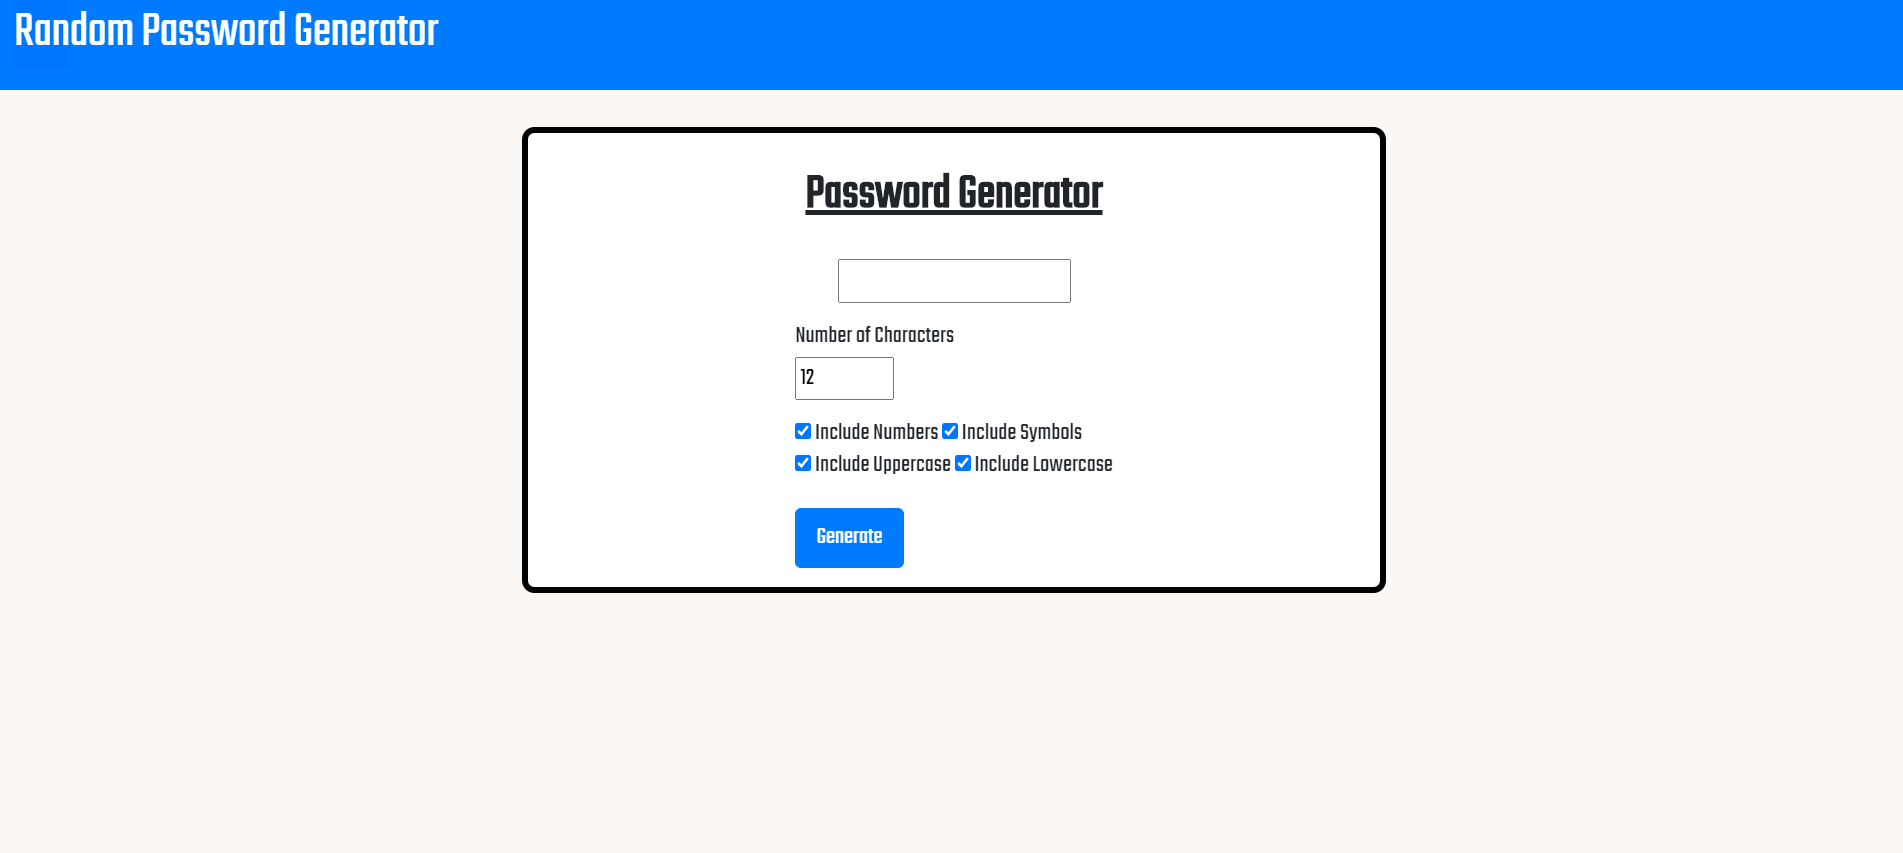 Random Password Generator
Password Generator
Number of Characters
12
Include Numbers Include Symbols
Include Uppercase Include Lowercase
Generate